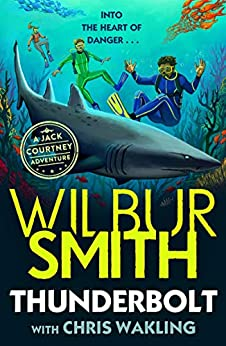 INTO
THE HEART OF
DANGER...
A JACK
COURTNEY
ADVENTURE
WILBUR
SMITH
THUNDERBOLT
WITH CHRIS WAKLING